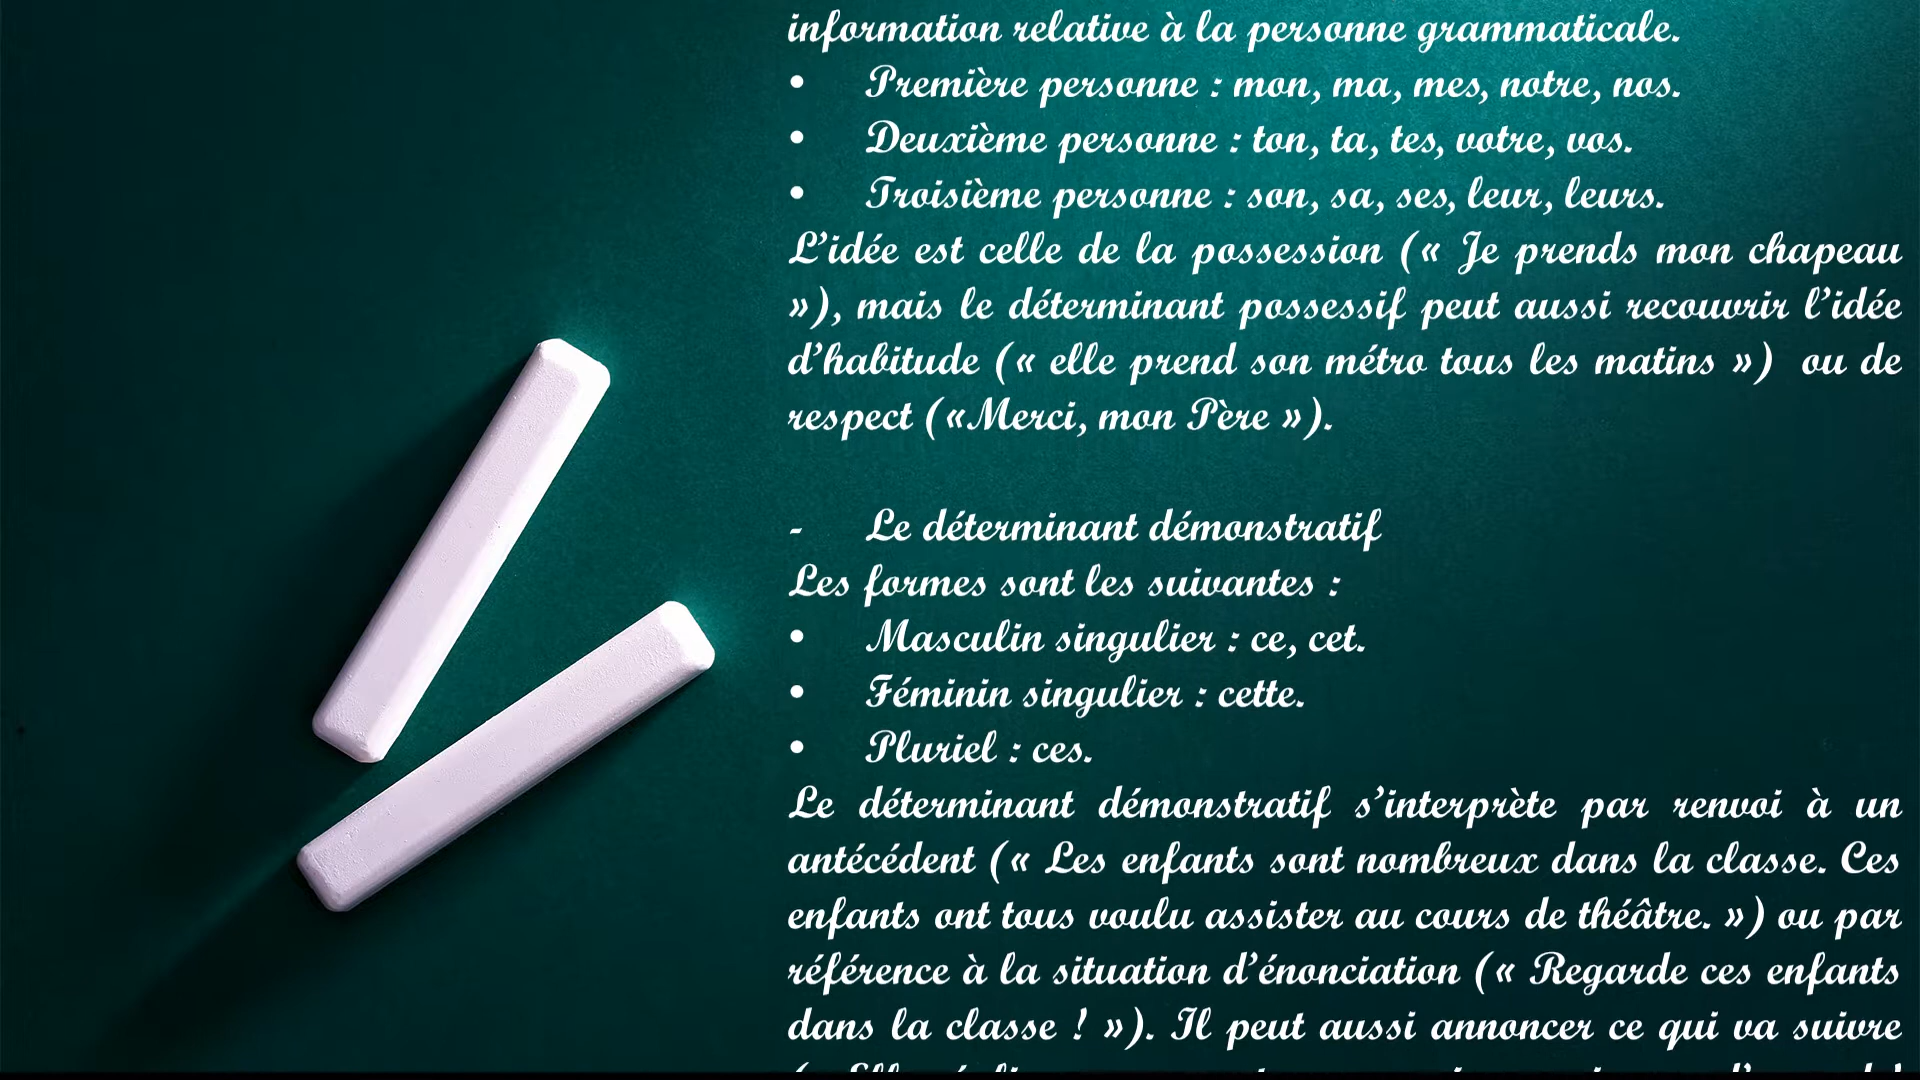 information relative à la personne grammaticale.
• Première personne : mon, ma, mes, notre, nos.
• Deuxième personne : ton, ta, tes, votre, vos.
• Troisième personne : son, sa, ses, leur, leurs.
L’idée est celle de la possession (« Je prends mon chapeau
»), mais le déterminant possessif peut aussi recouvrir l’idée
d’habitude (« elle prend son métro tous les matins ») ou de
respect («Merci, mon Père »).
- Le déterminant démonstratif
Les formes sont les suivantes :
• Masculin singulier : ce, cet.
• Féminin singulier : cette.
• Pluriel : ces.
Le déterminant démonstratif s’interprète par renvoi à un
antécédent (« Les enfants sont nombreux dans la classe. Ces
enfants ont tous voulu assister au cours de théâtre. ») ou par
référence à la situation d’énonciation (« Regarde ces enfants
dans la classe ! »). Il peut aussi annoncer ce qui va suivre